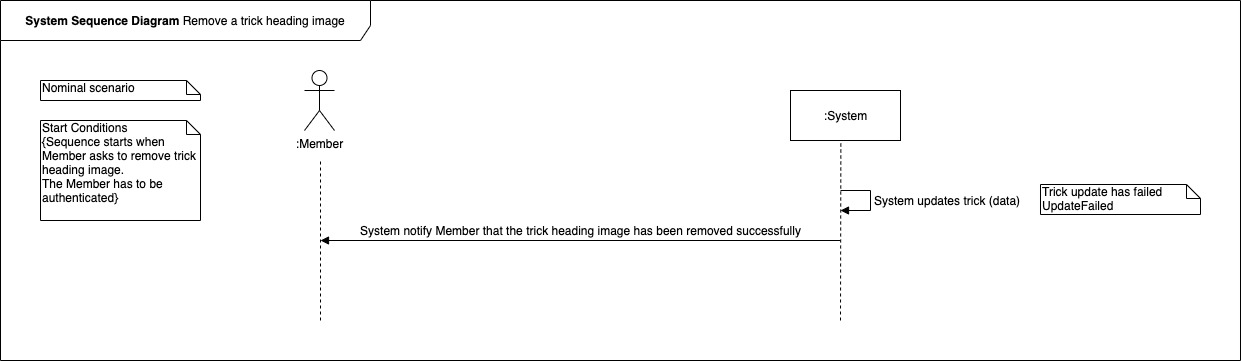 System Sequence Diagram Remove a trick heading image
Nominal scenario
Start Conditions
{Sequence starts when
Member asks to remove trick
heading image.
The Member has to be
authenticated}
:Member
:System
System updates trick (data)
Trick update has failed
UpdateFailed
System notify Member that the trick heading image has been removed successfully